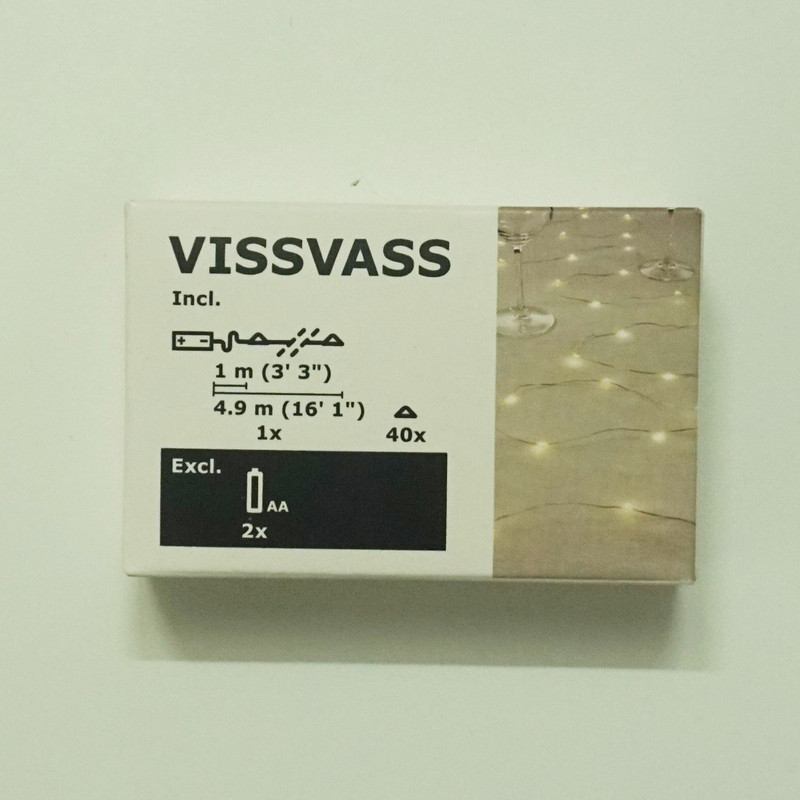 VISSVASS
Incl.
+ -
1 m (3' 3")
4.9 m (16' 1")
1x
40x
Excl.
AA
2x